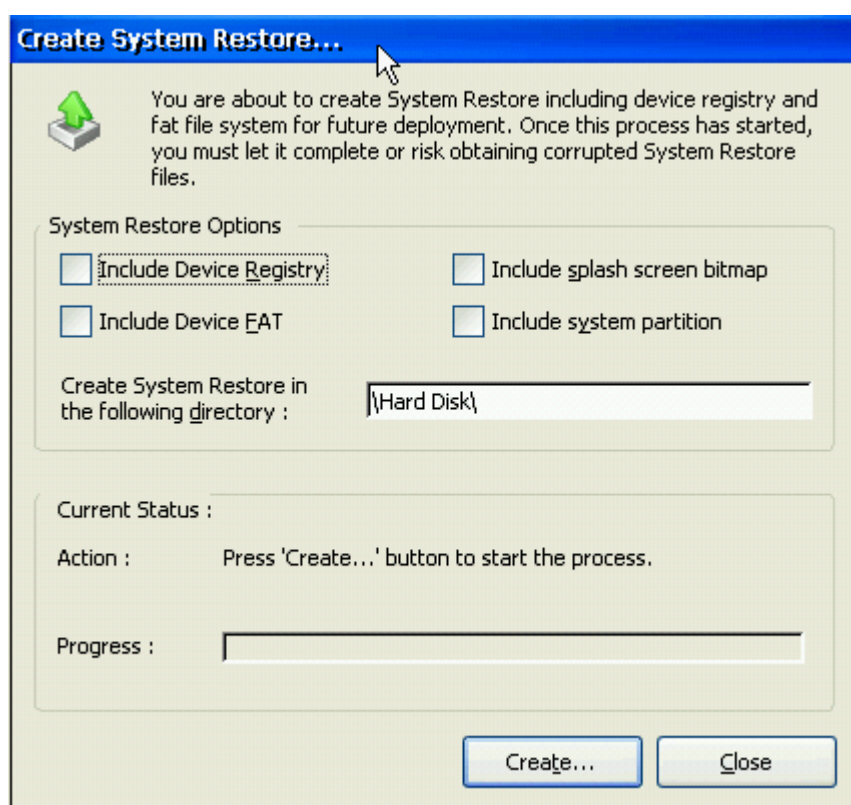 Create System Restore...
You are about to create System Restore including device registry and
fat file system for future deployment. Once this process has started,
you must let it complete or risk obtaining corrupted System Restore
files.
System Restore Options
Include Device Registry
Include splash screen bitmap
Include Device FAT
Include system partition
Create System Restore in
the following directory :
\Hard Disk\
Current Status :
Action : Press 'Create...' button to start the process.
Progress :
Create... Close